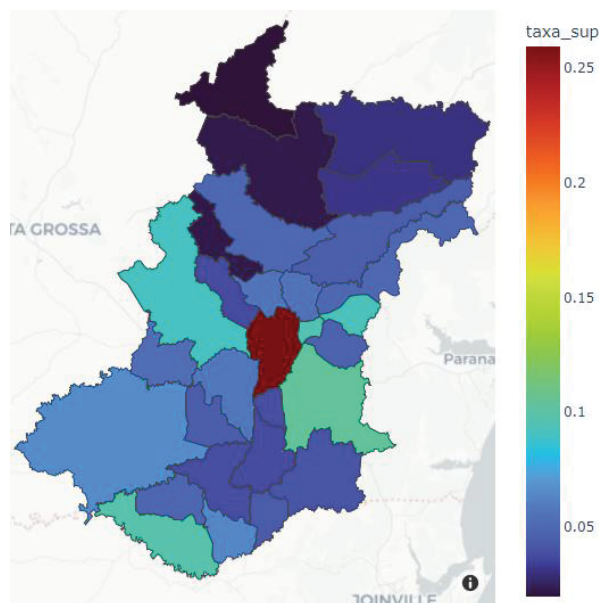 taxa_sup
0.25
0.2
0.15
0.1
0.05
TA GROSSA
Parana
JOINVILLE
i